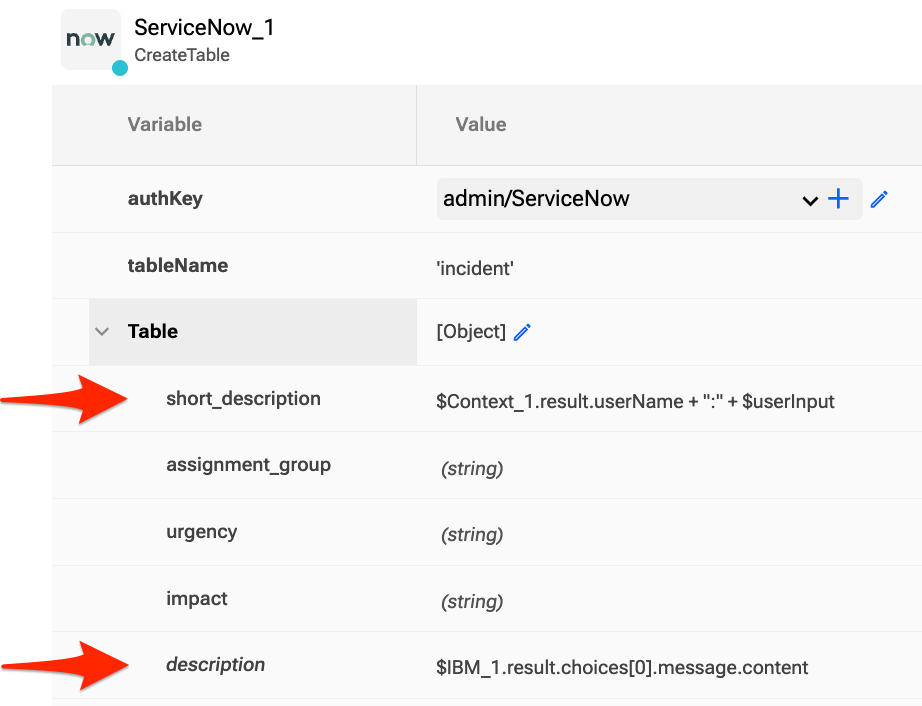 now ServiceNow_1
CreateTable
Variable Value
authKey admin/ServiceNow
tableName 'incident'
Table [Object]
short_description $Context_1.result.userName + ":" + $userInput
assignment_group (string)
urgency (string)
impact (string)
description $IBM_1.result.choices[0].message.content